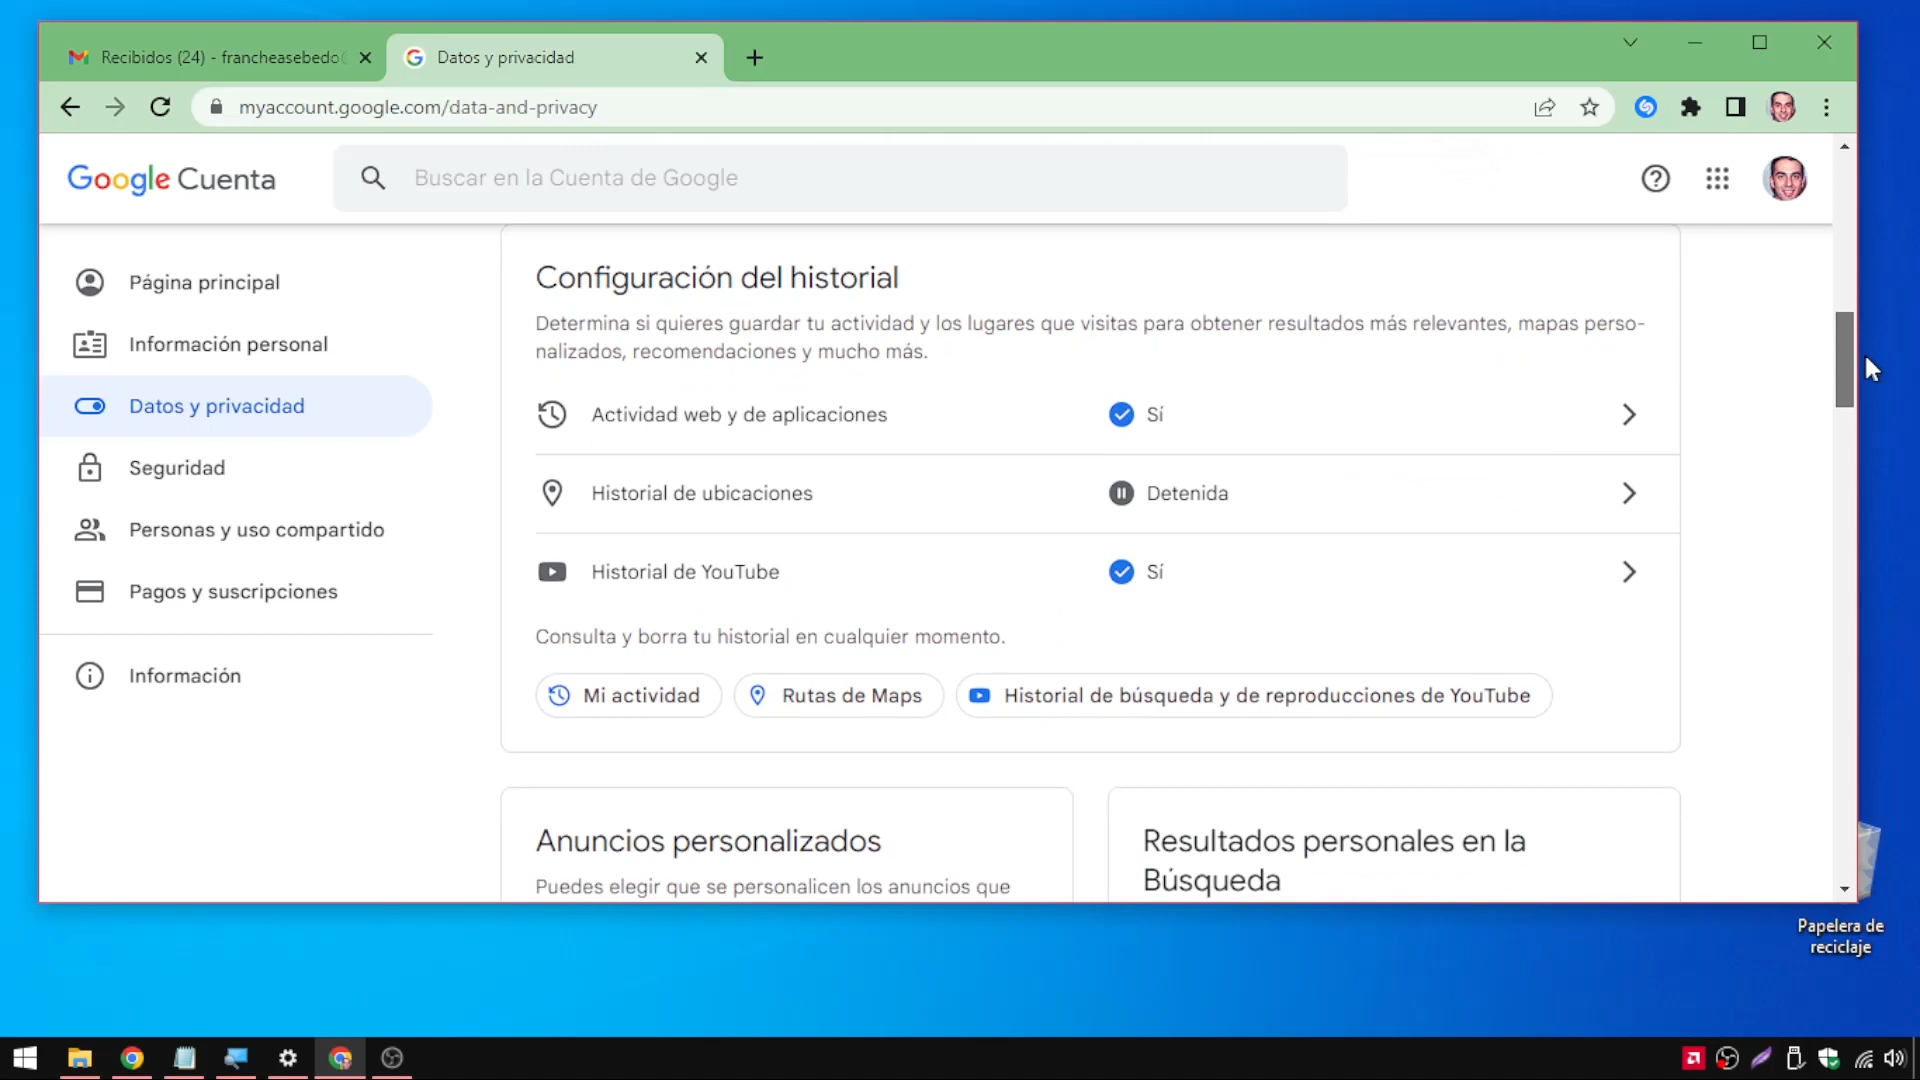 Recibidos (24) - francheasebedo
Datos y privacidad
myaccount.google.com/data-and-privacy
Google Cuenta
Buscar en la Cuenta de Google
Página principal
Información personal
Datos y privacidad
Seguridad
Personas y uso compartido
Pagos y suscripciones
Información
Configuración del historial
Determina si quieres guardar tu actividad y los lugares que visitas para obtener resultados más relevantes, mapas perso-
nalizados, recomendaciones y mucho más.
Actividad web y de aplicaciones Sí
Historial de ubicaciones Detenida
Historial de YouTube Sí
Consulta y borra tu historial en cualquier momento.
Mi actividad Rutas de Maps Historial de búsqueda y de reproducciones de YouTube
Anuncios personalizados
Puedes elegir que se personalicen los anuncios que
Resultados personales en la
Búsqueda
Papelera de
reciclaje